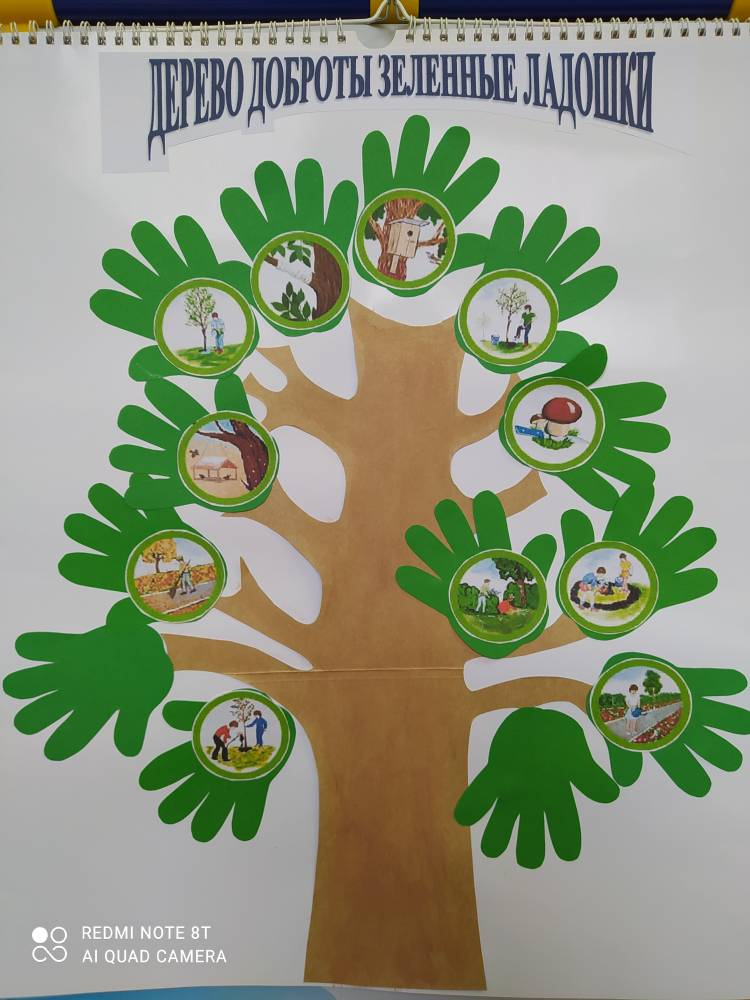 ДЕРЕВО ДОБРОТЫ ЗЕЛЕННЫЕ ЛАДОШКИ
REDMI NOTE 8T
AI QUAD CAMERA